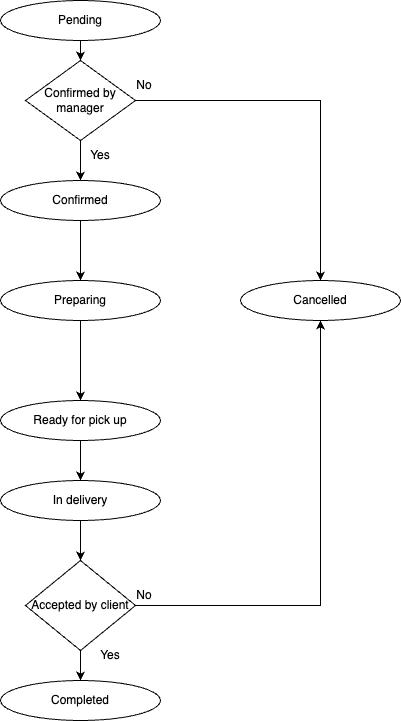 Pending
No
Confirmed by
manager
Yes
Confirmed
Preparing
Cancelled
Ready for pick up
In delivery
No
Accepted by client
Yes
Completed